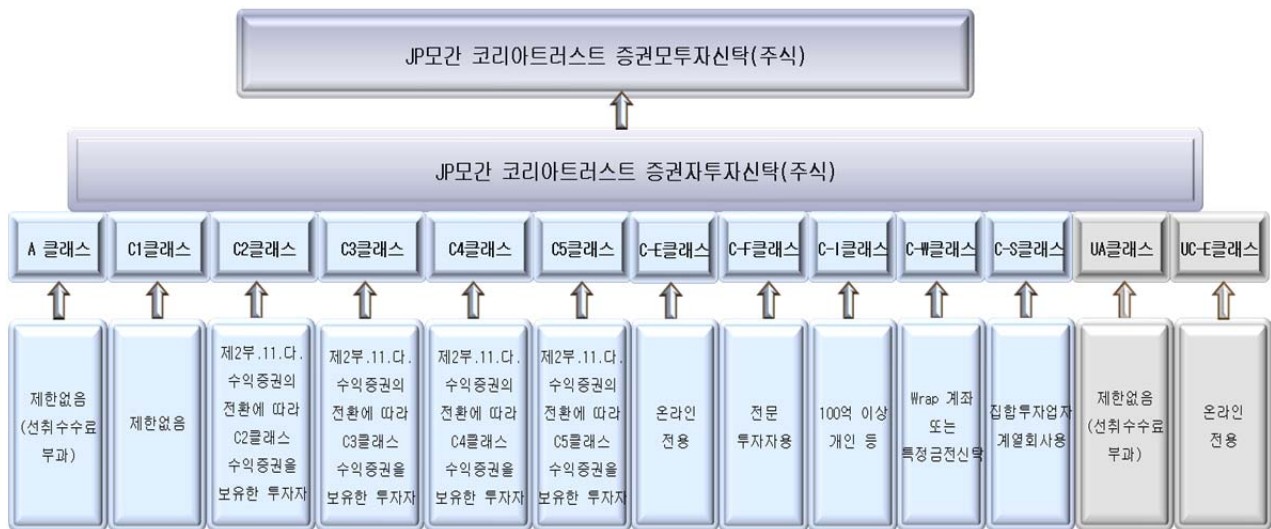 JP모간 코리아트러스트 증권모투자신탁(주식)
JP모간 코리아트러스트 증권자투자신탁(주식)
A 클래스
C1클래스
C2클래스
C3클래스
C4클래스
C5클래스
C-E클래스
C-F클래스
C-I클래스
C-W클래스
C-S클래스
UA클래스
UC-E클래스
제한없음
(선취수수료
부과)
제한없음
제2부.11.다.
수익증권의
전환에 따라
C2클래스
수익증권을
보유한 투자자
제2부.11.다.
수익증권의
전환에 따라
C3클래스
수익증권을
보유한 투자자
제2부.11.다.
수익증권의
전환에 따라
C4클래스
수익증권을
보유한 투자자
제2부.11.다.
수익증권의
전환에 따라
C5클래스
수익증권을
보유한 투자자
온라인
전용
전문
투자자용
100억 이상
개인 등
Wrap 계좌
또는
특정금전신탁
집합투자업자
계열회사용
제한없음
(선취수수료
부과)
온라인
전용